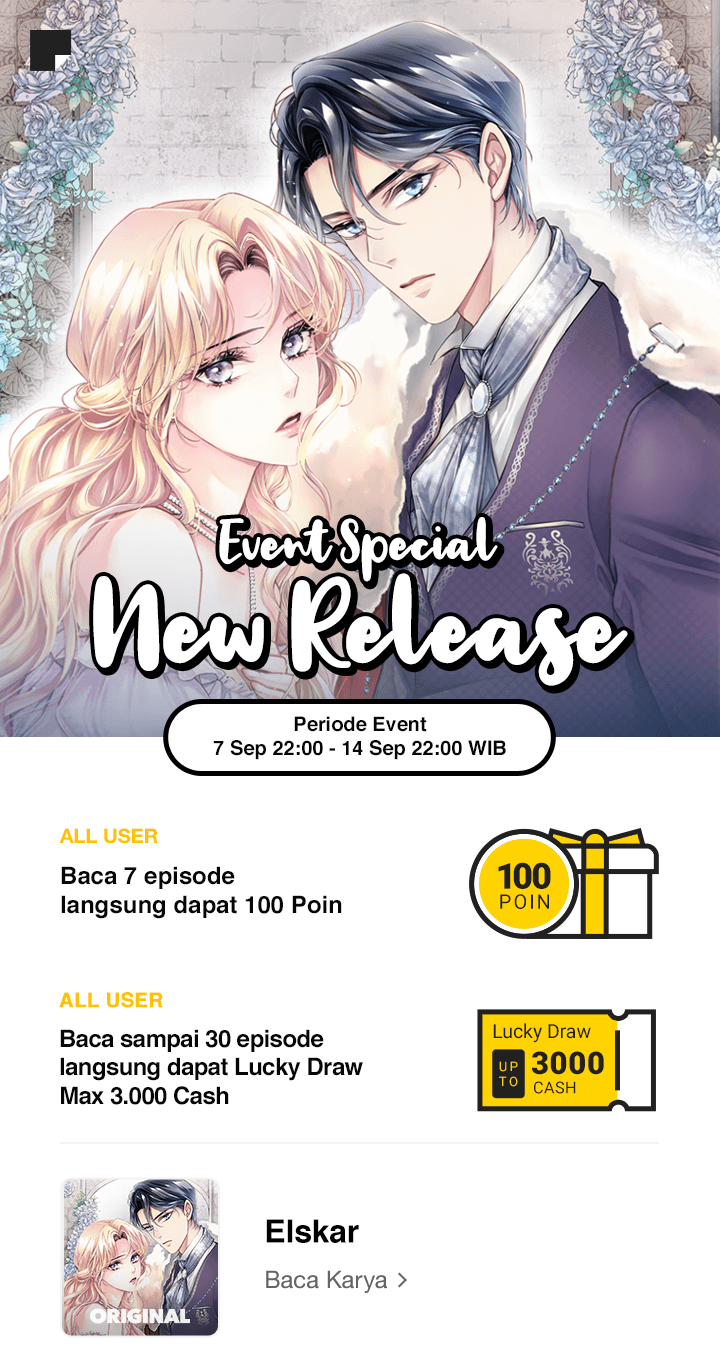 Event Special
New Release
Periode Event
7 Sep 22:00 - 14 Sep 22:00 WIB
ALL USER
Baca 7 episode
langsung dapat 100 Poin
100
POIN
ALL USER
Baca sampai 30 episode
langsung dapat Lucky Draw
Max 3.000 Cash
Lucky Draw
UP TO 3000
CASH
ORIGINAL
Elskar
Baca Karya >